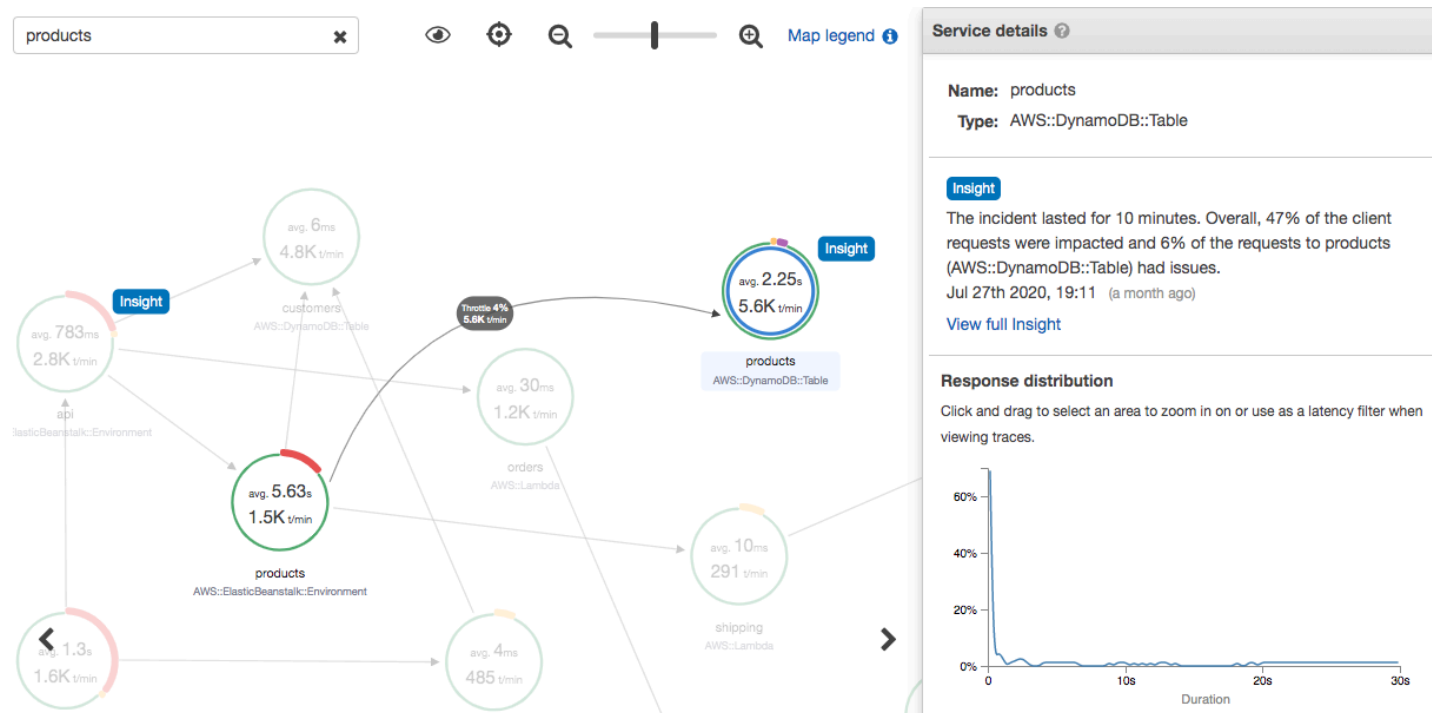 products
Map legend
Service details
Name: products
Type: AWS::DynamoDB::Table
Insight
The incident lasted for 10 minutes. Overall, 47% of the client
requests were impacted and 6% of the requests to products
(AWS::DynamoDB::Table) had issues.
Jul 27th 2020, 19:11 (a month ago)
View full Insight
Response distribution
Click and drag to select an area to zoom in on or use as a latency filter when
viewing traces.
60%
40%
20%
0%
0
10s
20s
30s
Duration
avg. 6ms
4.8K t/min
customers
AWS::DynamoDB::Table
Insight
avg. 2.25s
5.6K t/min
products
AWS::DynamoDB::Table
Insight
avg. 783ms
2.8K t/min
api
lasticBeanstalk::Environment
Throttle 4%
5.6K t/min
avg. 30ms
1.2K t/min
orders
AWS::Lambda
avg. 5.63s
1.5K t/min
products
AWS::ElasticBeanstalk::Environment
avg. 10ms
291 t/min
shipping
AWS::Lambda
avg. 1.3s
1.6K t/min
avg. 4ms
485 t/min